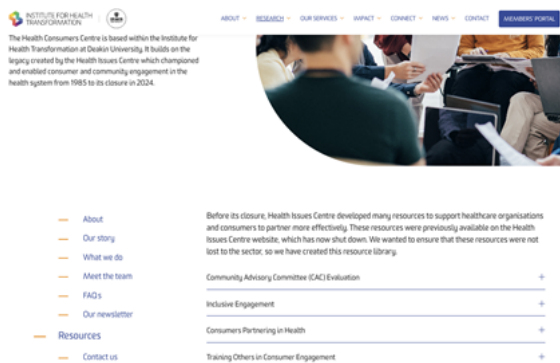 INSTITUTE FOR HEALTH
TRANSFORMATION
DEAKIN
ABOUT
RESEARCH
OUR SERVICES
IMPACT
CONNECT
NEWS
CONTACT
MEMBERS' PORTAL
The Health Consumers Centre is based within the Institute for
Health Transformation at Deakin University. It builds on the
legacy created by the Health Issues Centre which championed
and enabled consumer and community engagement in the
health system from 1985 to its closure in 2024.
About
Our story
What we do
Meet the team
FAQs
Our newsletter
Resources
Contact us
Before its closure, Health Issues Centre developed many resources to support healthcare organisations
and consumers to partner more effectively. These resources were previously available on the Health
Issues Centre website, which has now shut down. We wanted to ensure that these resources were not
lost to the sector, so we have created this resource library.
Community Advisory Committee (CAC) Evaluation
Inclusive Engagement
Consumers Partnering in Health
Training Others in Consumer Engagement